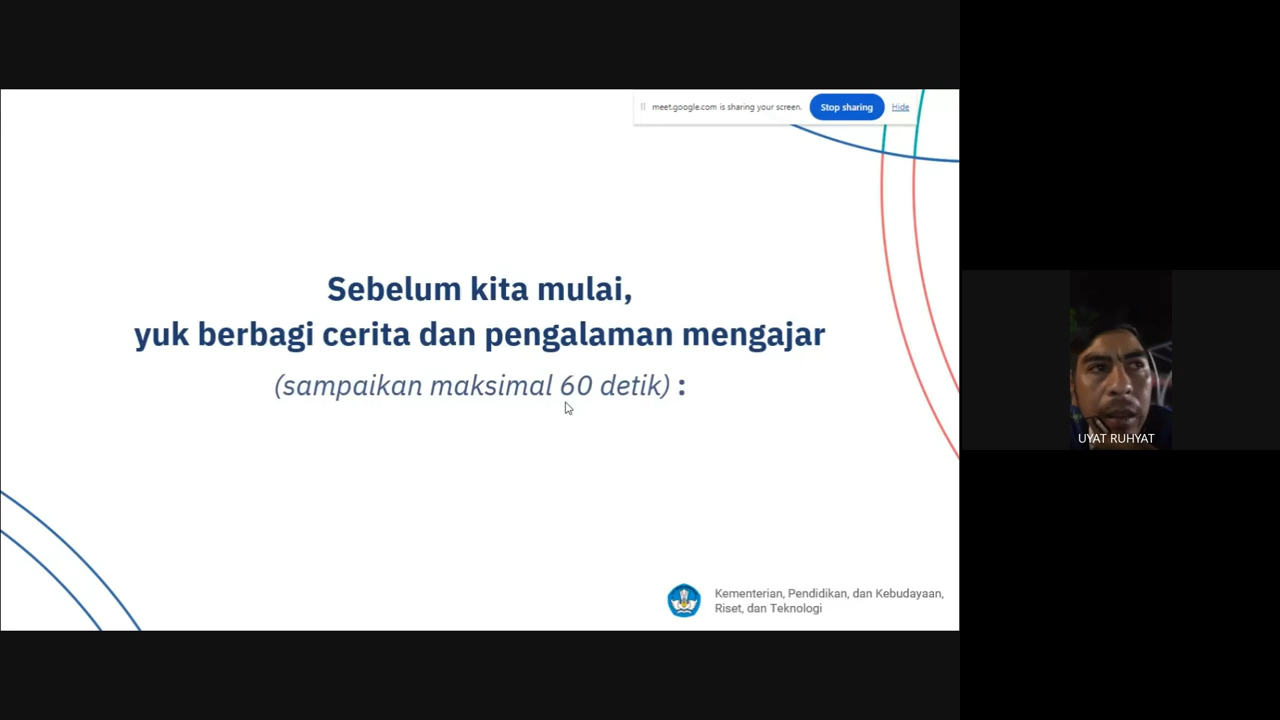 meet.google.com is sharing your screen. Stop sharing Hide
Sebelum kita mulai,
yuk berbagi cerita dan pengalaman mengajar
(sampaikan maksimal 60 detik) :
UYAT RUHYAT
Kementerian, Pendidikan, dan Kebudayaan,
Riset, dan Teknologi